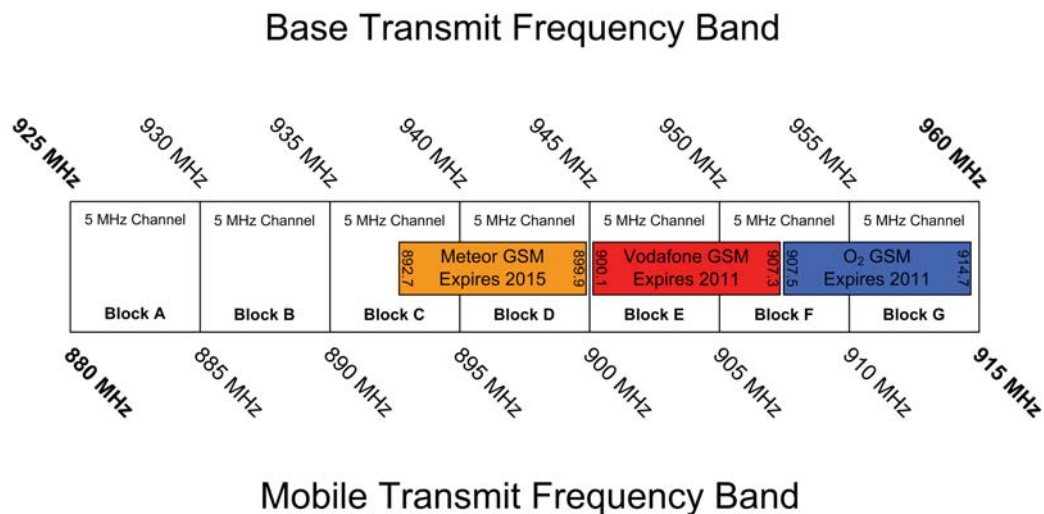 Base Transmit Frequency Band
925 MHz
930 MHz
935 MHz
940 MHz
945 MHz
950 MHz
955 MHz
960 MHz
5 MHz Channel
5 MHz Channel
5 MHz Channel
5 MHz Channel
5 MHz Channel
5 MHz Channel
5 MHz Channel
892.7
Meteor GSM
Expires 2015
899.9
900.1
Vodafone GSM
Expires 2011
907.3
907.5
O₂ GSM
Expires 2011
914.7
Block A
Block B
Block C
Block D
Block E
Block F
Block G
880 MHz
885 MHz
890 MHz
895 MHz
900 MHz
905 MHz
910 MHz
915 MHz
Mobile Transmit Frequency Band